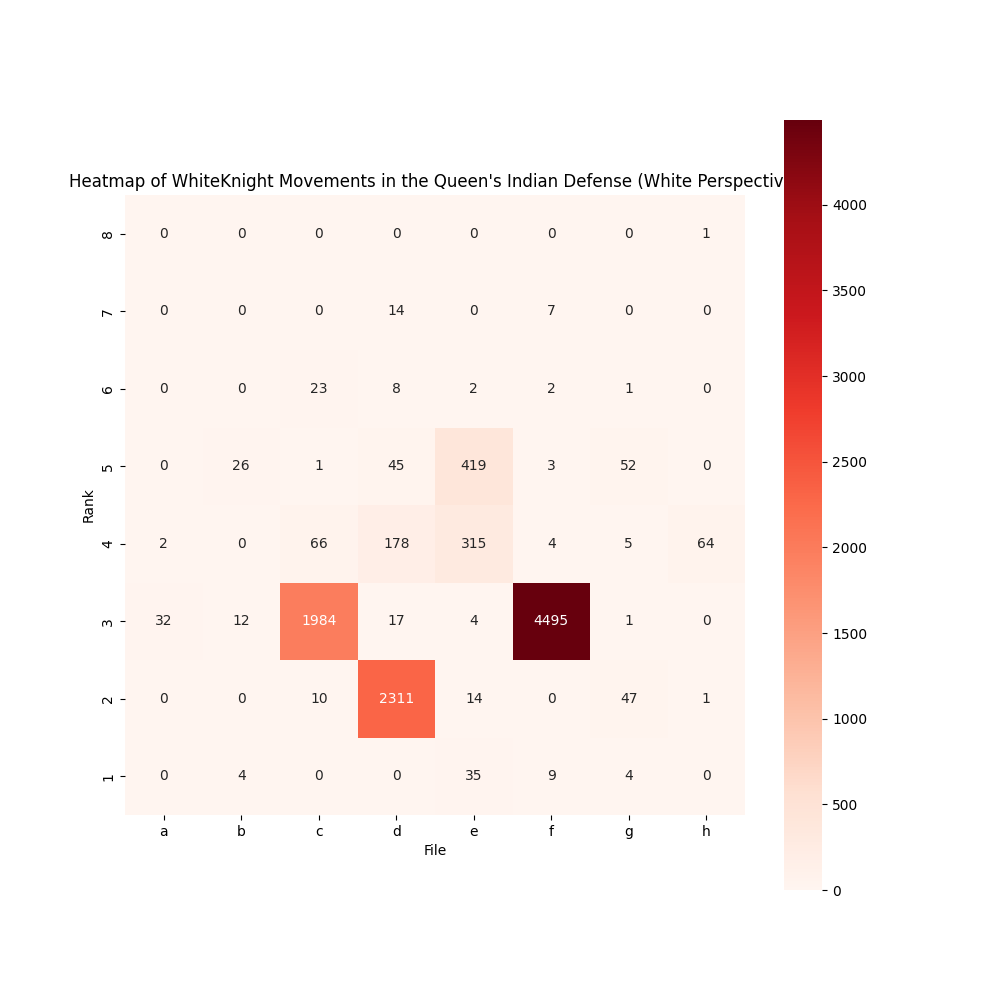 Heatmap of WhiteKnight Movements in the Queen's Indian Defense (White Perspectiv
8 0 0 0 0 0 0 0 1
7 0 0 0 14 0 7 0 0
6 0 0 23 8 2 2 1 0
5 0 26 1 45 419 3 52 0
4 2 0 66 178 315 4 5 64
3 32 12 1984 17 4 4495 1 0
2 0 0 10 2311 14 0 47 1
1 0 4 0 0 35 9 4 0
a b c d e f g h
File
Rank
4000
3500
3000
2500
2000
1500
1000
500
0